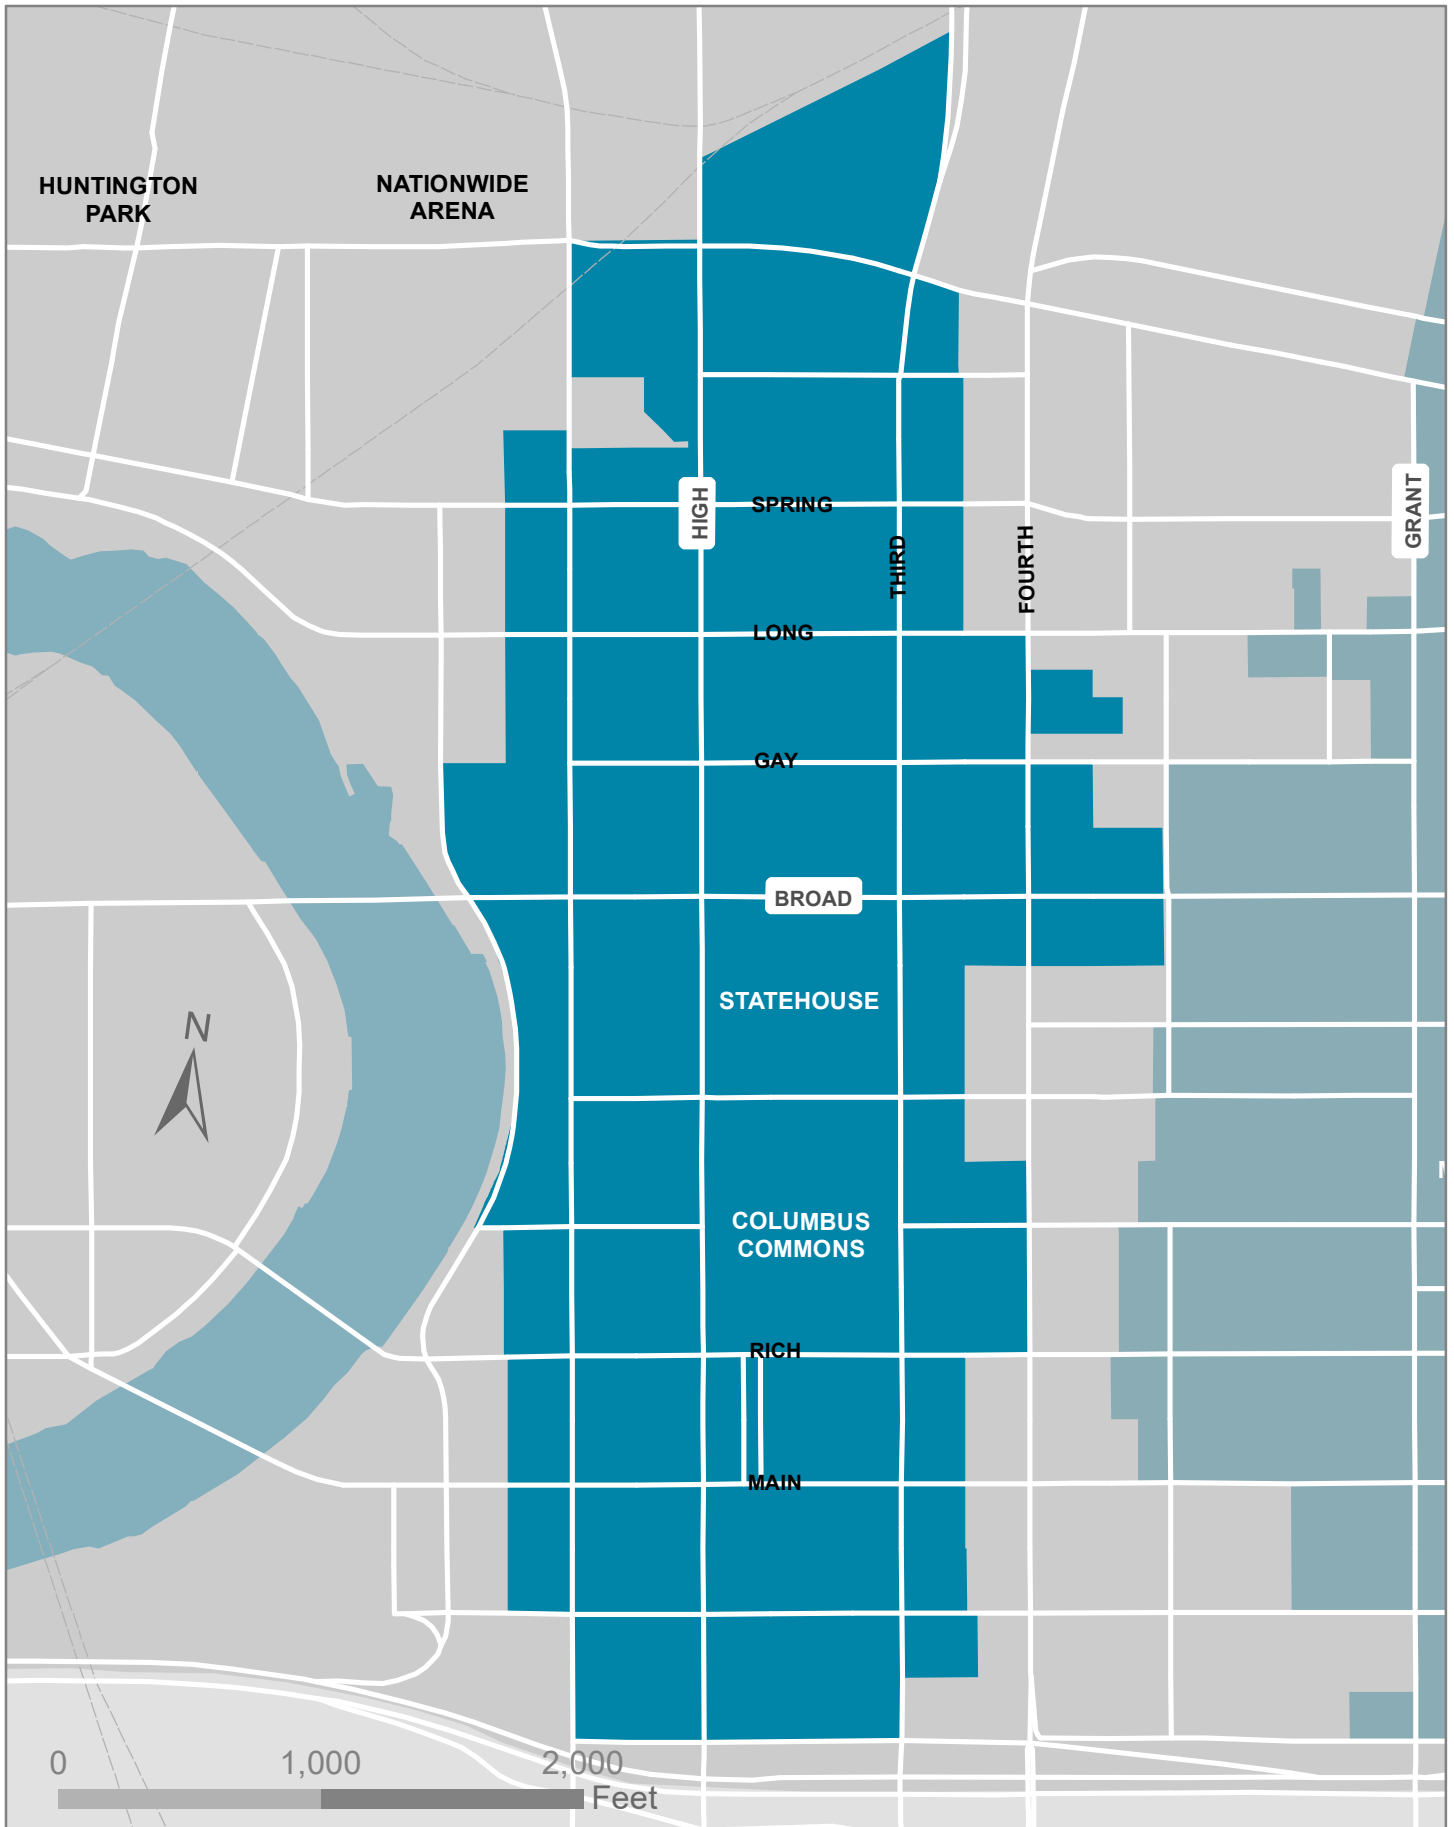 HUNTINGTON
PARK
NATIONWIDE
ARENA
HIGH
SPRING
GRANT
THIRD
FOURTH
LONG
GAY
BROAD
STATEHOUSE
N
COLUMBUS
COMMONS
RICH
MAIN
0 1,000 2,000
Feet